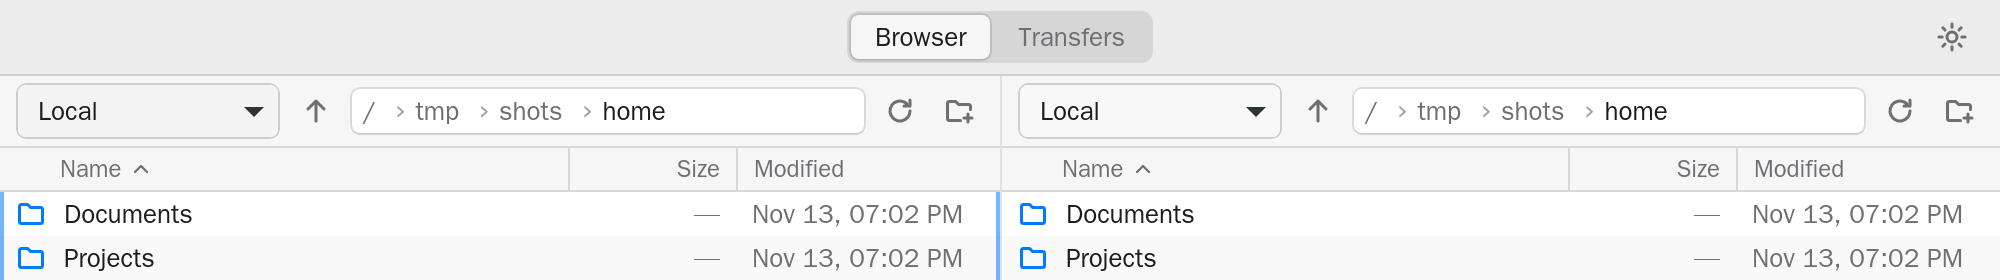 Browser Transfers
Local / › tmp › shots › home Local / › tmp › shots › home
Name Size Modified Name Size Modified
Documents — Nov 13, 07:02 PM Documents — Nov 13, 07:02 PM
Projects — Nov 13, 07:02 PM Projects — Nov 13, 07:02 PM